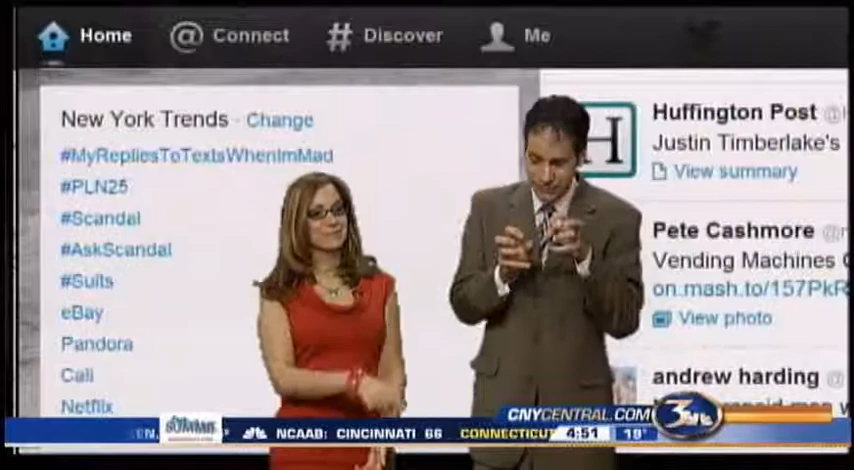 Home @ Connect # Discover Me
New York Trends · Change
#MyRepliesToTextsWhenImMad
#PLN25
#Scandal
#AskScandal
#Suits
eBay
Pandora
Cali
Netflix
H
Huffington Post
Justin Timberlake's
View summary
Pete Cashmore
Vending Machines
on.mash.to/157PkR
View photo
andrew harding
CNYCENTRAL.COM 3
NCAAB: CINCINNATI 66 CONNECTICUT 4:51 19°